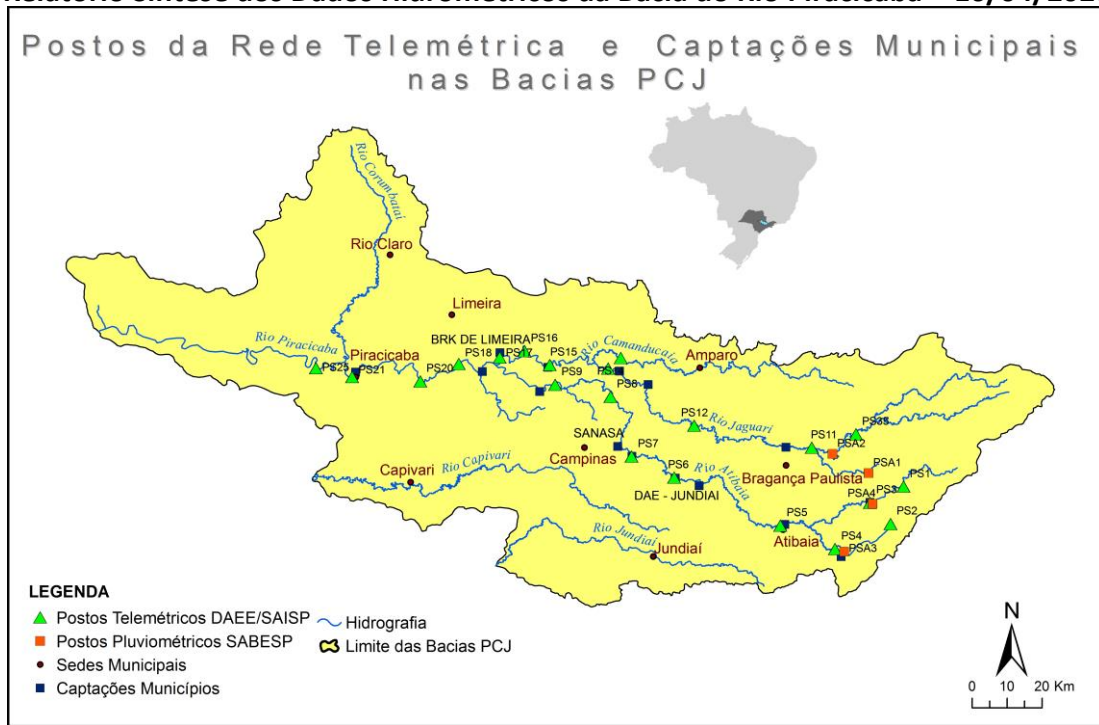 Postos da Rede Telemétrica e Captações Municipais
nas Bacias PCJ
Rio Corumbataí
Rio Claro
Limeira
BRK DE LIMEIRA
PS16
Rio Camanducaia
Rio Piracicaba
Piracicaba
PS18
PS17
PS15
Amparo
PS25
PS21
PS20
PS9
PS8
PS12
Rio Jaguari
PS11
PSA2
SANASA
PS7
Campinas
Rio Capivari
Capivari
PS6
Rio Atibaia
Bragança Paulista
PSA1
PS1
PSA4
PS3
DAE - JUNDIAI
PS2
PS5
Atibaia
PS4
PSA3
Rio Jundiaí
Jundiaí
LEGENDA
Postos Telemétricos DAEE/SAISP
Hidrografia
Postos Pluviométricos SABESP
Limite das Bacias PCJ
Sedes Municipais
Captações Municípios
N
0 10 20 Km